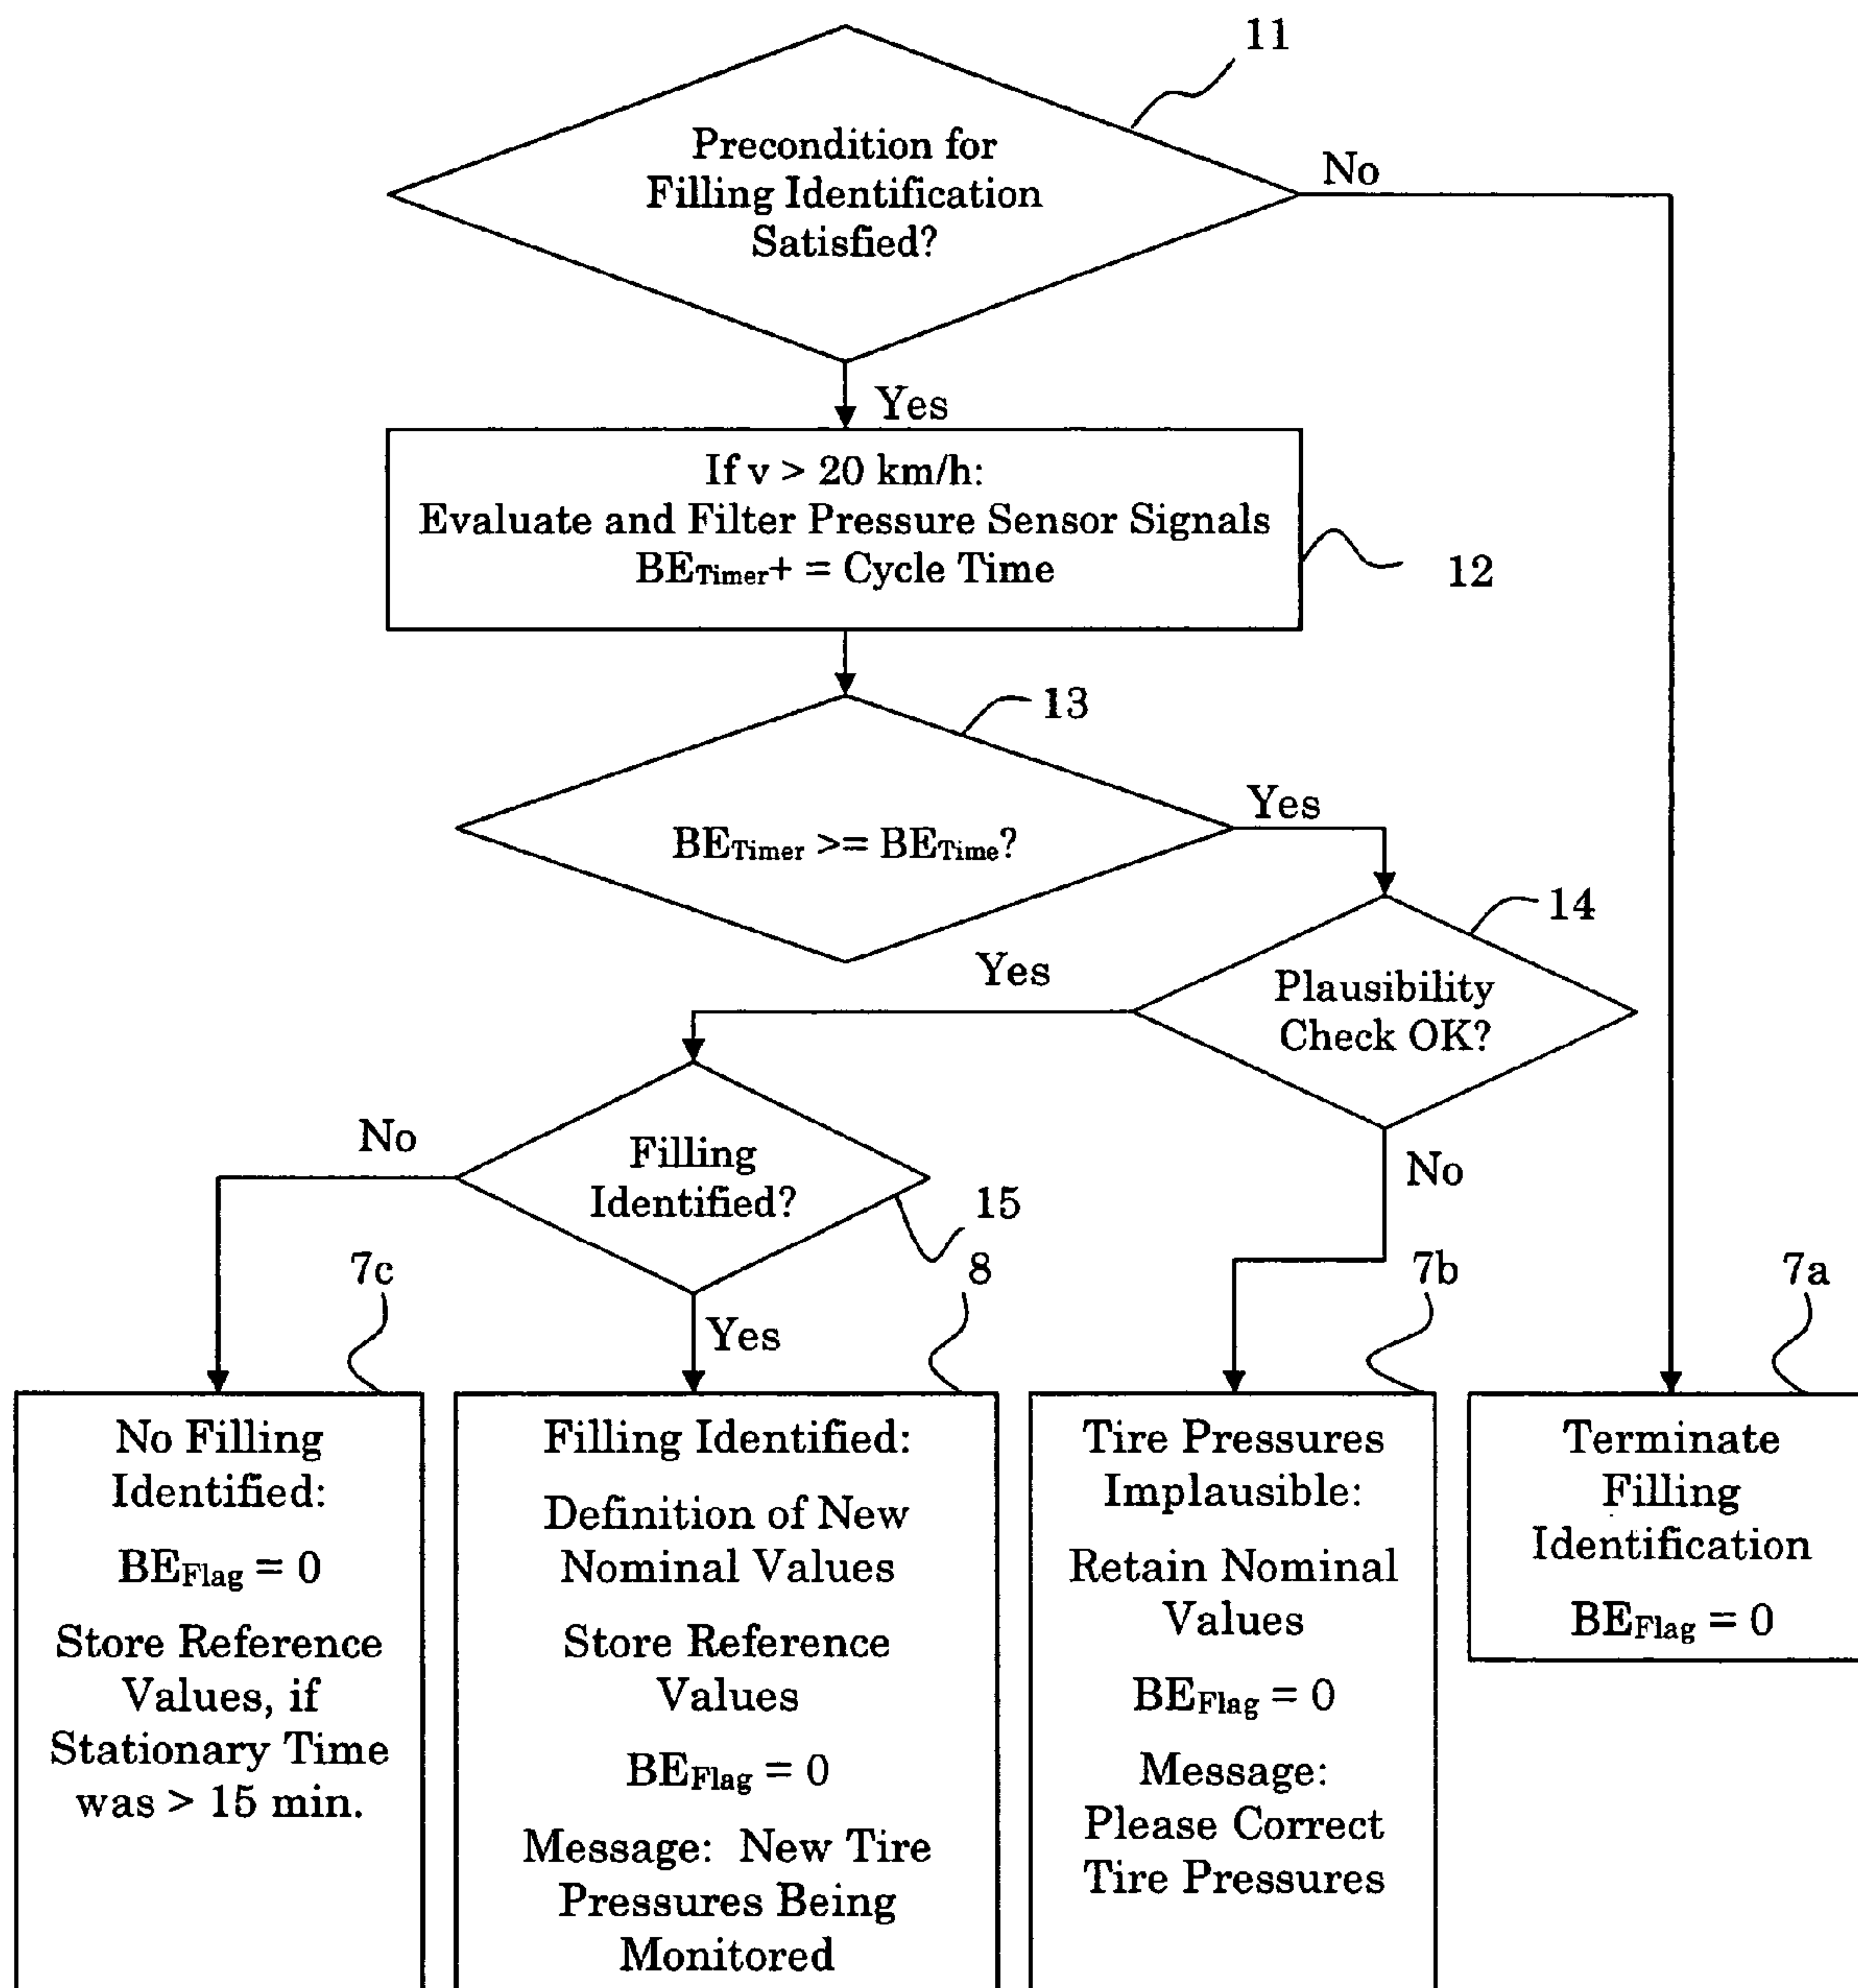 11
Precondition for
Filling Identification
Satisfied?
No
Yes
If v > 20 km/h:
Evaluate and Filter Pressure Sensor Signals
BETimer+ = Cycle Time
12
13
BETimer >= BETime?
Yes
14
Plausibility
Check OK?
Yes
No
Filling
Identified?
15
No
Yes
7c
8
7b
7a
No Filling
Identified:
BEFlag = 0
Store Reference
Values, if
Stationary Time
was > 15 min.
Filling Identified:
Definition of New
Nominal Values
Store Reference
Values
BEFlag = 0
Message: New Tire
Pressures Being
Monitored
Tire Pressures
Implausible:
Retain Nominal
Values
BEFlag = 0
Message:
Please Correct
Tire Pressures
Terminate
Filling
Identification
BEFlag = 0